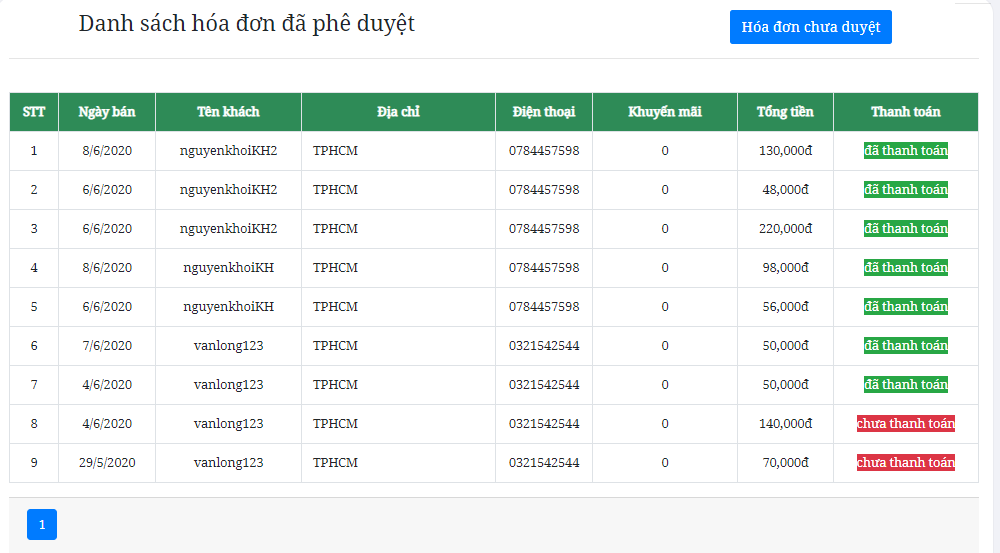 Danh sách hóa đơn đã phê duyệt
Hóa đơn chưa duyệt
STT Ngày bán Tên khách Địa chỉ Điện thoại Khuyến mãi Tổng tiền Thanh toán
1 8/6/2020 nguyenkhoiKH2 TPHCM 0784457598 0 130,000đ đã thanh toán
2 6/6/2020 nguyenkhoiKH2 TPHCM 0784457598 0 48,000đ đã thanh toán
3 6/6/2020 nguyenkhoiKH2 TPHCM 0784457598 0 220,000đ đã thanh toán
4 8/6/2020 nguyenkhoiKH TPHCM 0784457598 0 98,000đ đã thanh toán
5 6/6/2020 nguyenkhoiKH TPHCM 0784457598 0 56,000đ đã thanh toán
6 7/6/2020 vanlong123 TPHCM 0321542544 0 50,000đ đã thanh toán
7 4/6/2020 vanlong123 TPHCM 0321542544 0 50,000đ đã thanh toán
8 4/6/2020 vanlong123 TPHCM 0321542544 0 140,000đ chưa thanh toán
9 29/5/2020 vanlong123 TPHCM 0321542544 0 70,000đ chưa thanh toán
1